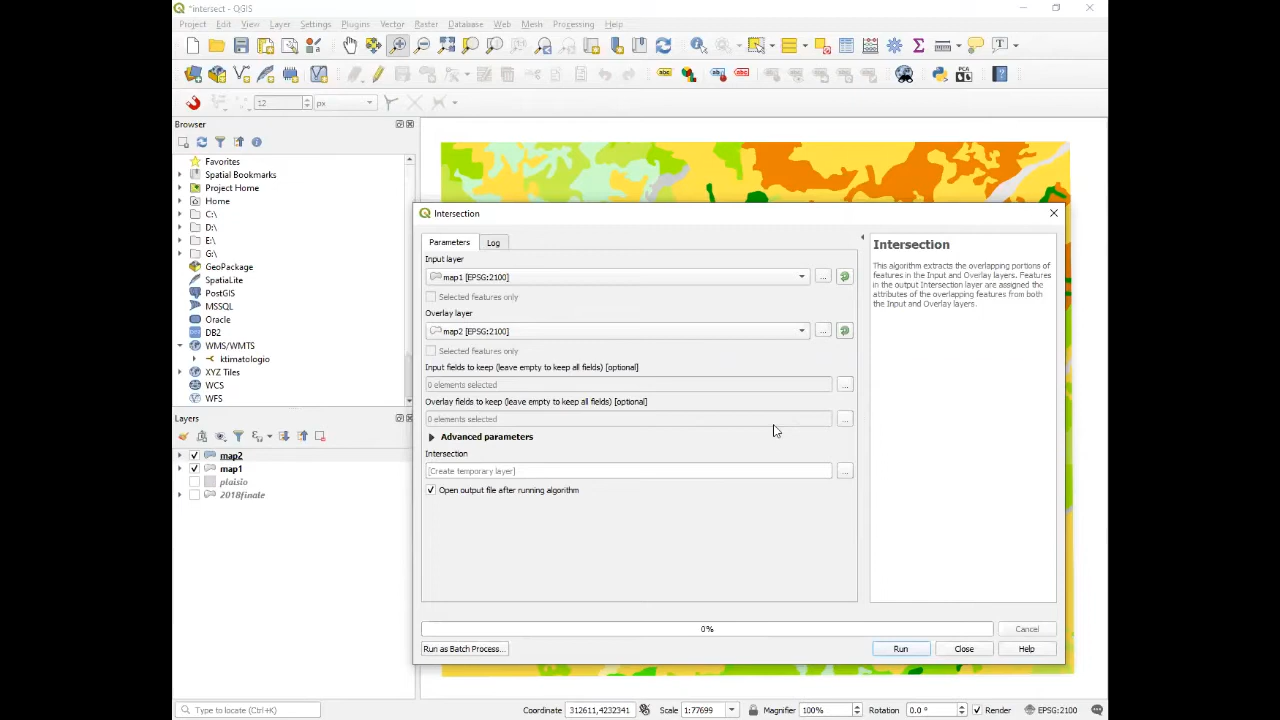 *intersect - QGIS
Project Edit View Layer Settings Plugins Vector Raster Database Web Mesh Processing Help
12 px
Browser
Favorites
Spatial Bookmarks
Project Home
Home
C:\
D:\
E:\
G:\
GeoPackage
SpatiaLite
PostGIS
MSSQL
Oracle
DB2
WMS/WMTS
ktimatologio
XYZ Tiles
WCS
WFS
Layers
map2
map1
plaisio
2018finale
Intersection
Parameters Log
Input layer
map1 [EPSG:2100]
Selected features only
Overlay layer
map2 [EPSG:2100]
Selected features only
Input fields to keep (leave empty to keep all fields) [optional]
0 elements selected
Overlay fields to keep (leave empty to keep all fields) [optional]
0 elements selected
Advanced parameters
Intersection
[Create temporary layer]
Open output file after running algorithm
Intersection
This algorithm extracts the overlapping portions of
features in the Input and Overlay layers. Features
in the output Intersection layer are assigned the
attributes of the overlapping features from both
the Input and Overlay layers.
0% Cancel
Run as Batch Process... Run Close Help
Type to locate (Ctrl+K) Coordinate 312611,4232341 Scale 1:77699 Magnifier 100% Rotation 0.0 ° Render EPSG:2100